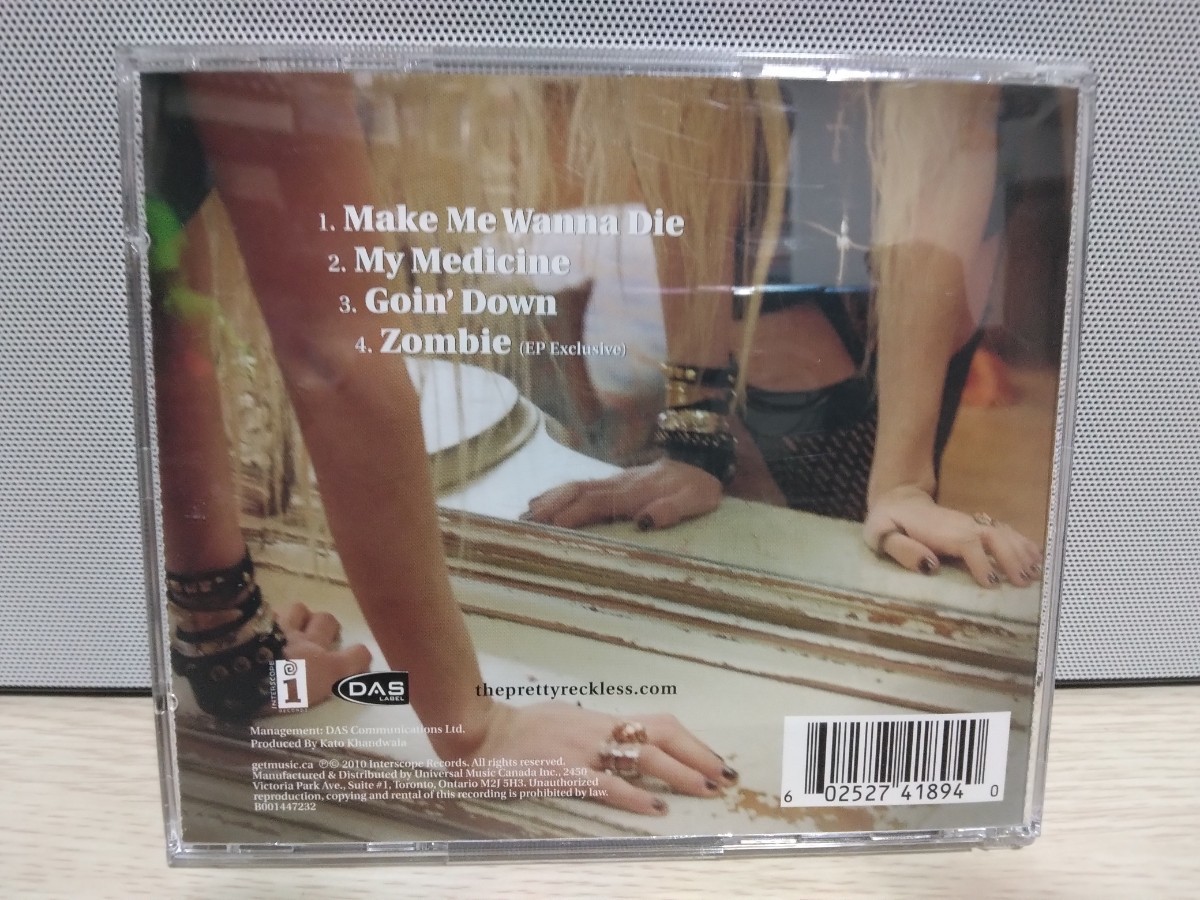 1. Make Me Wanna Die
2. My Medicine
3. Goin' Down
4. Zombie (EP Exclusive)
INTERSCOPE
RECORDS
DAS
LABEL
theprettyreckless.com
Management: DAS Communications Ltd.
Produced By Kato Khandwala
getmusic.ca ℗© 2010 Interscope Records. All rights reserved.
Manufactured & Distributed by Universal Music Canada Inc., 2450
Victoria Park Ave., Suite #1, Toronto, Ontario M2J 5H3. Unauthorized
reproduction, copying and rental of this recording is prohibited by law.
B001447232
6 02527 41894 0